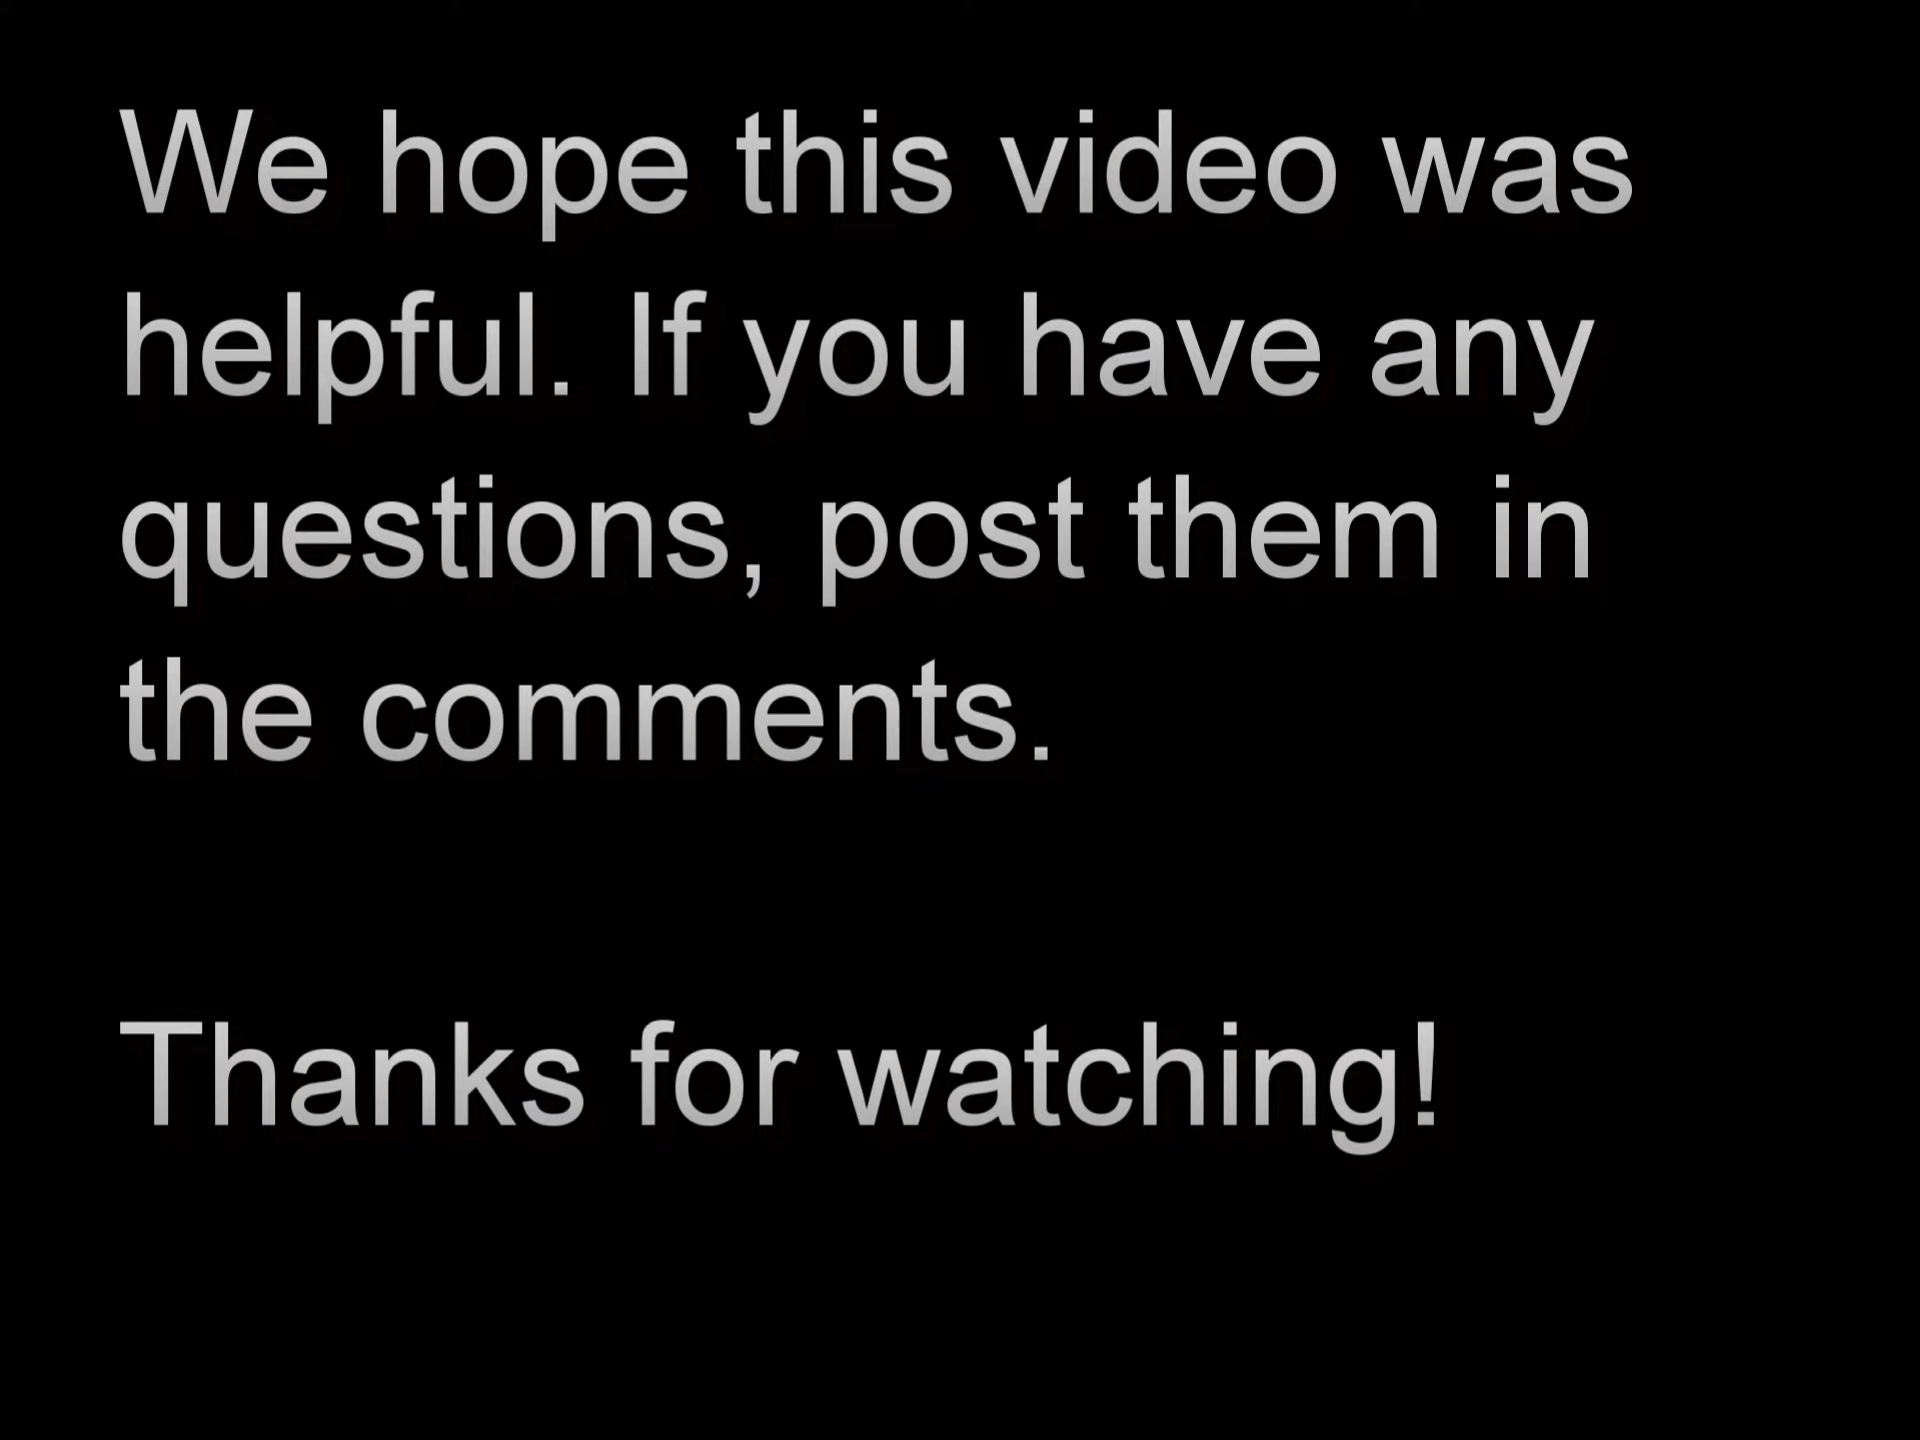 We hope this video was
helpful. If you have any
questions, post them in
the comments.
Thanks for watching!